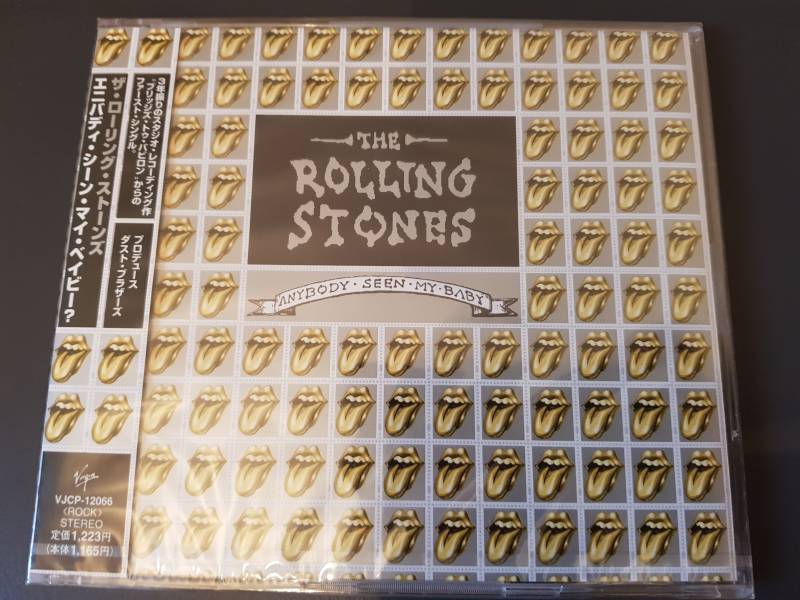 ザ・ローリング・ストーンズ
エニバディ・シーン・マイ・ベイビー?
3年振りのスタジオ・レコーディング作
"ブリッジズ・トゥ・バビロン"からの
ファースト・シングル。
プロデュース
ダスト・ブラザーズ
THE
ROLLING
STONES
ANYBODY・SEEN・MY・BABY
Virgin
VJCP-12066
〈ROCK〉
STEREO
定価1,223円
(本体1,165円)